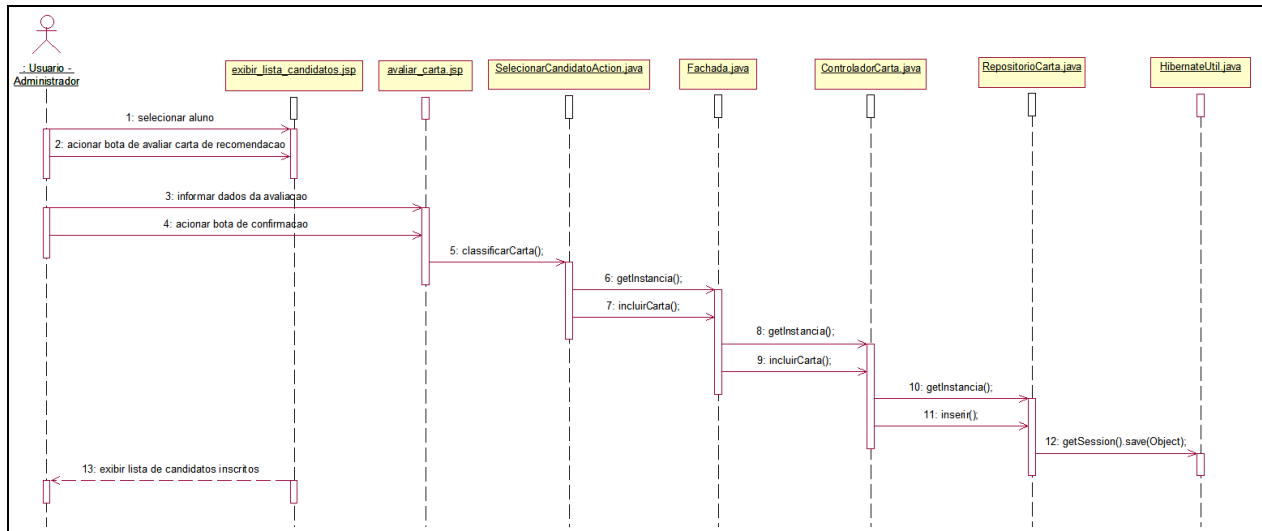 : Usuario -
Administrador
exibir_lista_candidatos.jsp
avaliar_carta.jsp
SelecionarCandidatoAction.java
Fachada.java
ControladorCarta.java
RepositorioCarta.java
HibernateUtil.java
1: selecionar aluno
2: acionar bota de avaliar carta de recomendacao
3: informar dados da avaliacao
4: acionar bota de confirmacao
5: classificarCarta();
6: getInstancia();
7: incluirCarta();
8: getInstancia();
9: incluirCarta();
10: getInstancia();
11: inserir();
12: getSession().save(Object);
13: exibir lista de candidatos inscritos